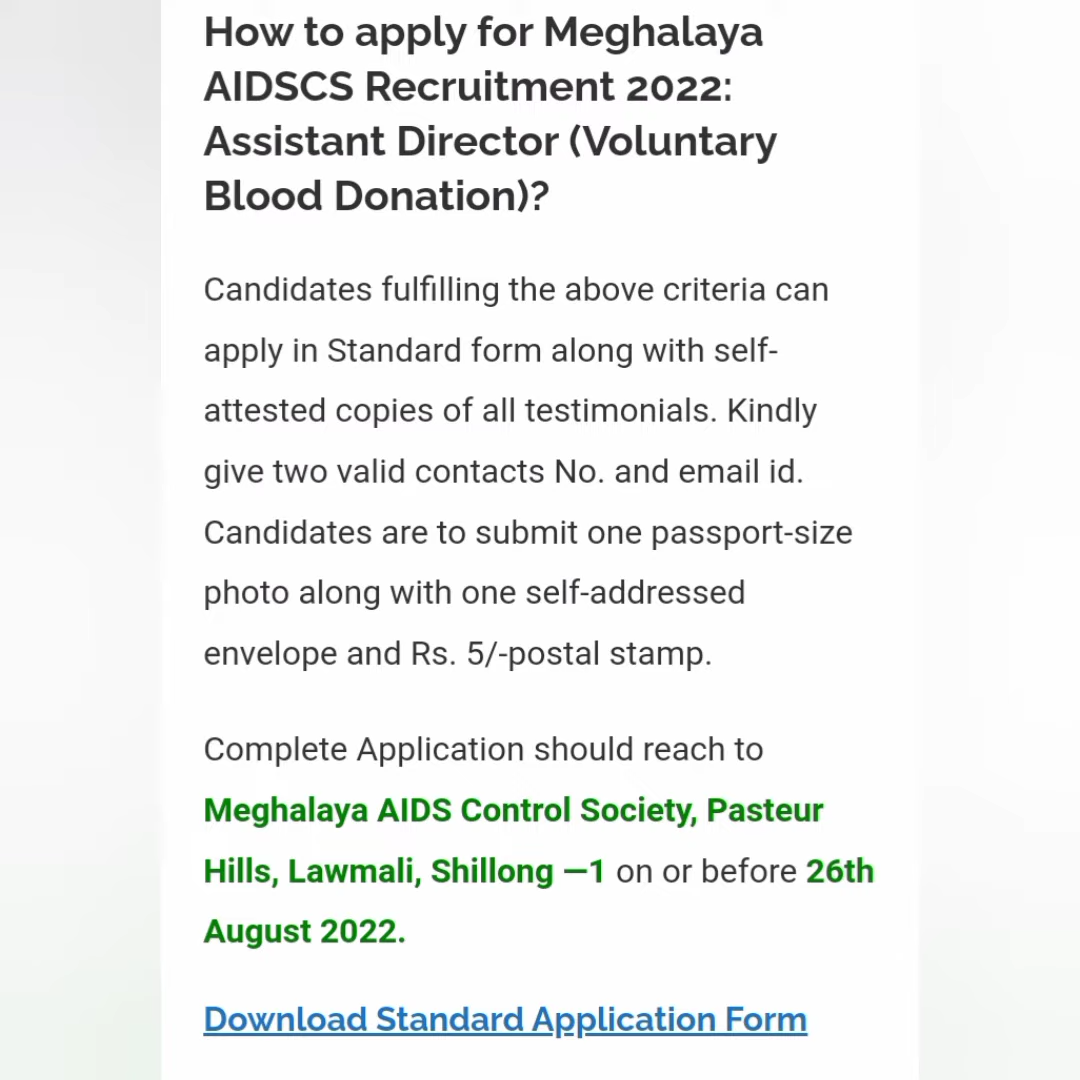 How to apply for Meghalaya
AIDSCS Recruitment 2022:
Assistant Director (Voluntary
Blood Donation)?
Candidates fulfilling the above criteria can
apply in Standard form along with self-
attested copies of all testimonials. Kindly
give two valid contacts No. and email id.
Candidates are to submit one passport-size
photo along with one self-addressed
envelope and Rs. 5/-postal stamp.
Complete Application should reach to
Meghalaya AIDS Control Society, Pasteur
Hills, Lawmali, Shillong —1 on or before 26th
August 2022.
Download Standard Application Form